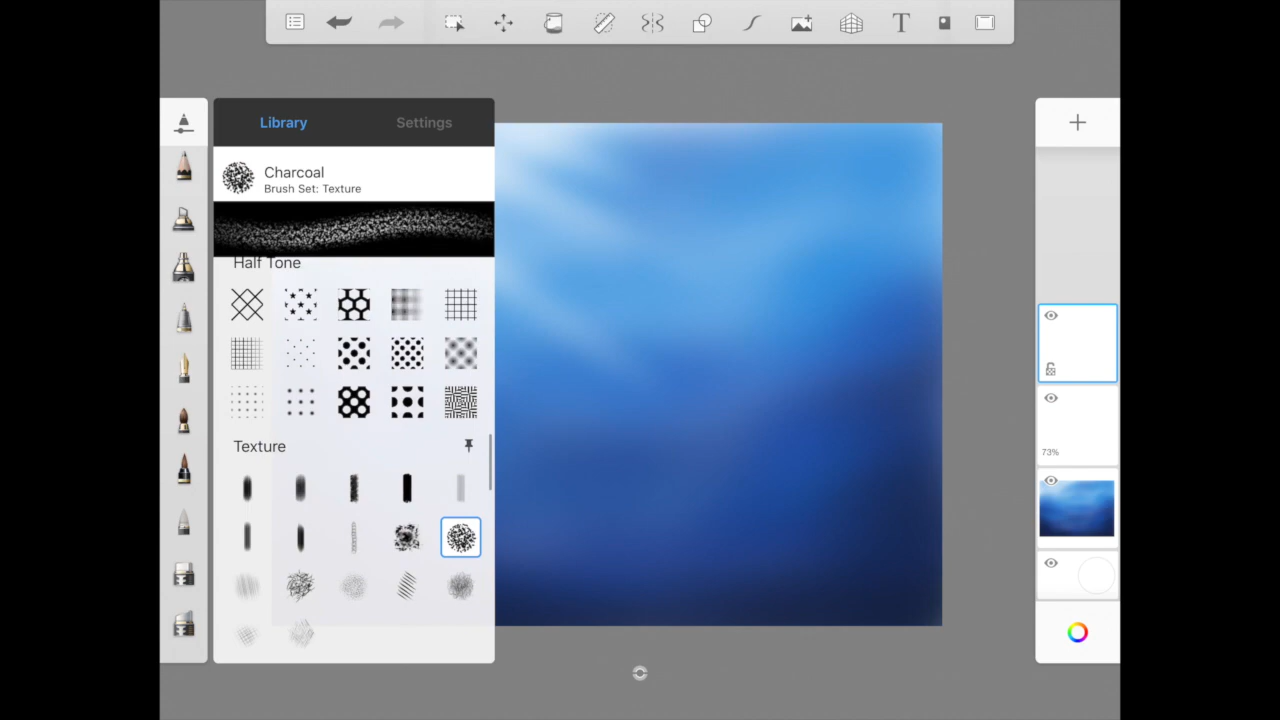 T
Library
Settings
Charcoal
Brush Set: Texture
Half Tone
Texture
73%